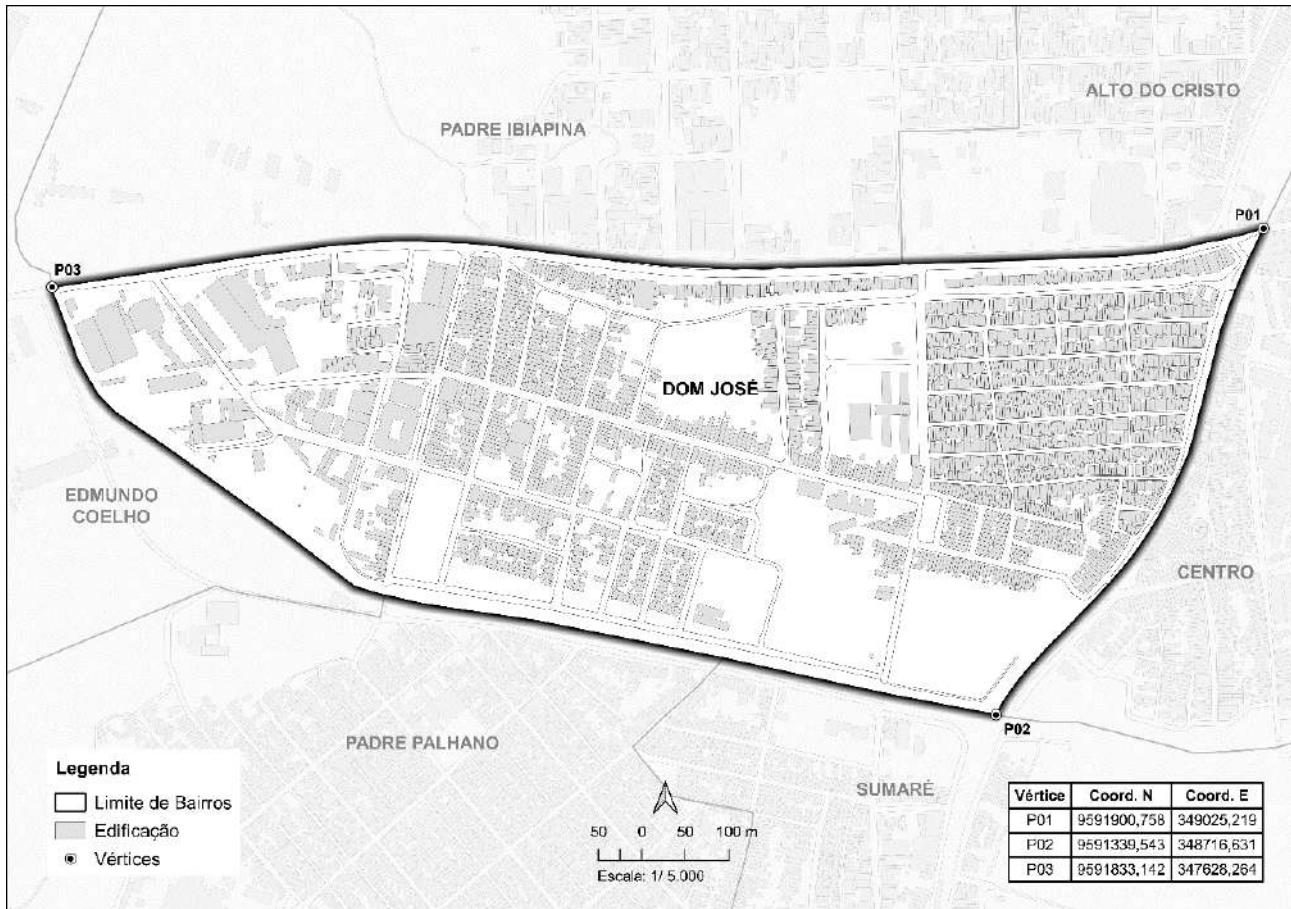 ALTO DO CRISTO
PADRE IBIAPINA
P01
P03
DOM JOSÉ
EDMUNDO
COELHO
CENTRO
P02
PADRE PALHANO
SUMARÉ
Legenda
Limite de Bairros
Edificação
Vértices
50 0 50 100 m
Escala: 1/ 5.000
Vértice Coord. N Coord. E
P01 9591900,758 349025,219
P02 9591339,543 348716,631
P03 9591833,142 347628,264